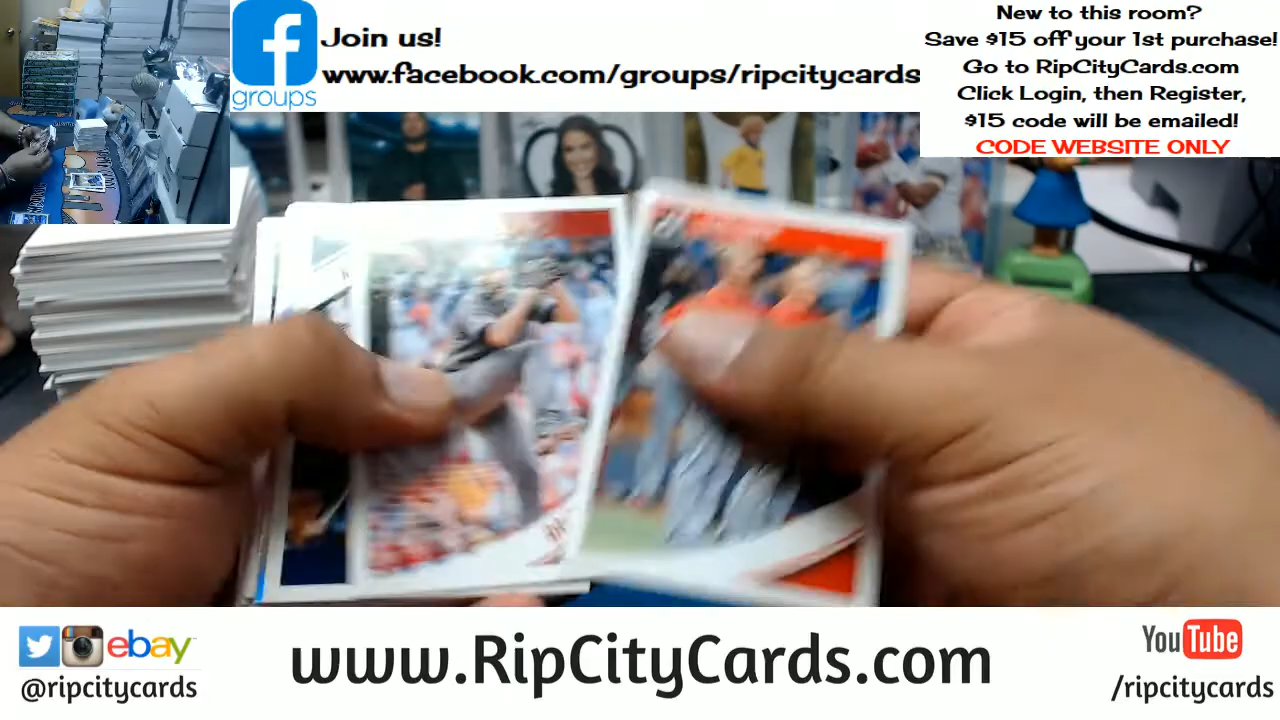 f
groups
Join us!
www.facebook.com/groups/ripcitycards
New to this room?
Save $15 off your 1st purchase!
Go to RipCityCards.com
Click Login, then Register,
$15 code will be emailed!
CODE WEBSITE ONLY
ebay
@ripcitycards
www.RipCityCards.com
YouTube
/ripcitycards